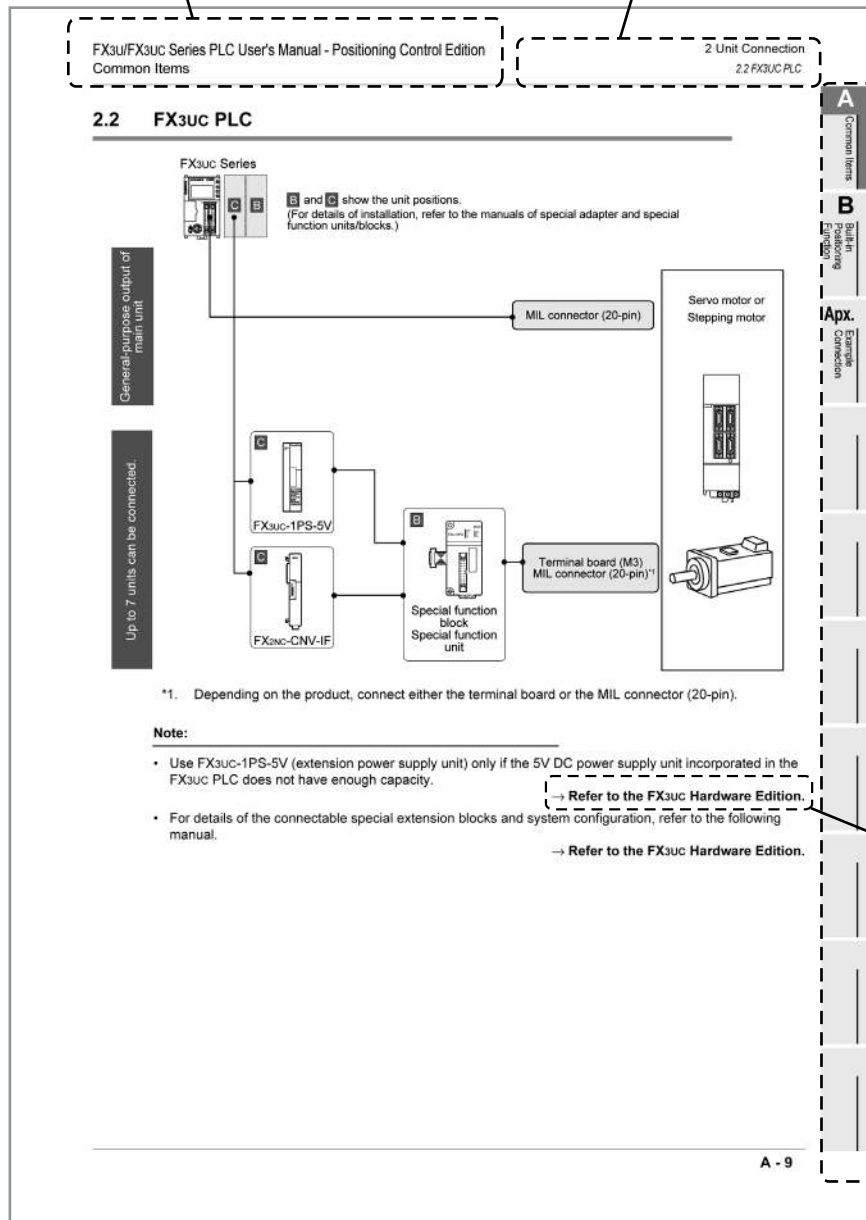 FX3U/FX3UC Series PLC User's Manual - Positioning Control Edition
Common Items
2 Unit Connection
2.2 FX3UC PLC
2.2 FX3UC PLC
FX3UC Series
C B
B and C show the unit positions.
(For details of installation, refer to the manuals of special adapter and special
function units/blocks.)
General-purpose output of
main unit
MIL connector (20-pin)
Servo motor or
Stepping motor
Up to 7 units can be connected.
C
FX3UC-1PS-5V
C
FX2NC-CNV-IF
B
Special function
block
Special function
unit
Terminal board (M3)
MIL connector (20-pin)*1
*1. Depending on the product, connect either the terminal board or the MIL connector (20-pin).
Note:
• Use FX3UC-1PS-5V (extension power supply unit) only if the 5V DC power supply unit incorporated in the
FX3UC PLC does not have enough capacity.
→ Refer to the FX3UC Hardware Edition.
• For details of the connectable special extension blocks and system configuration, refer to the following
manual.
→ Refer to the FX3UC Hardware Edition.
A - 9
A
Common Items
B
Built-in
Positioning
Function
Apx.
Example
Connection